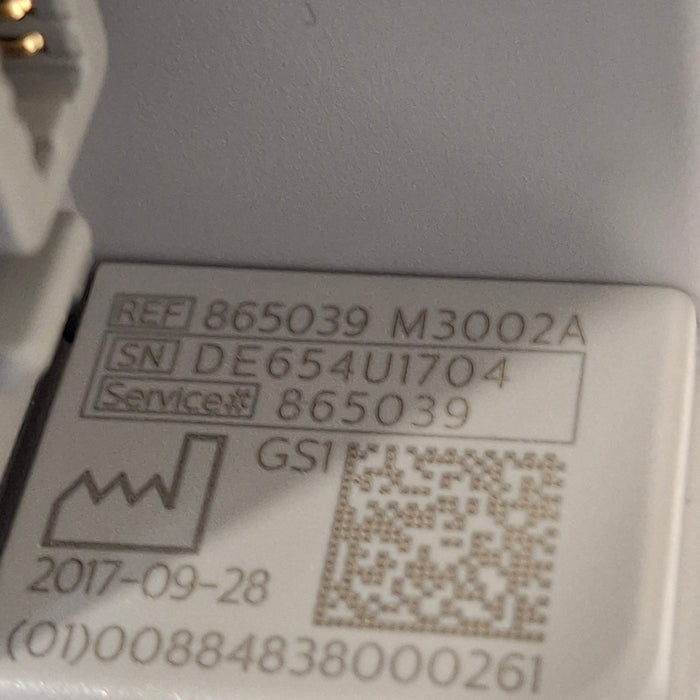 REF 865039 M3002A
SN DE654U1704
Service# 865039
GS1
2017-09-28
(01)00884838000261